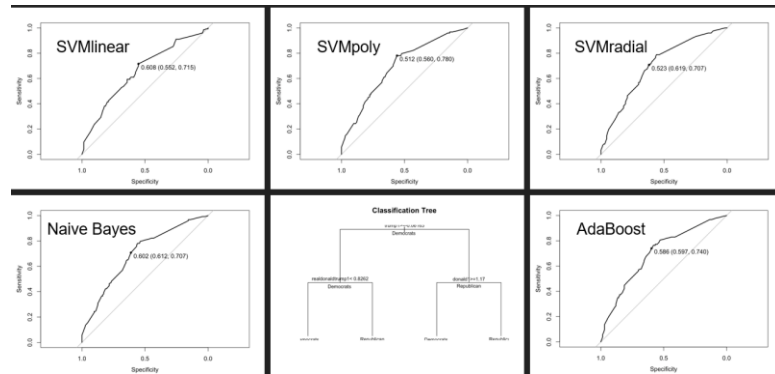 SVMlinear
0.608 (0.552, 0.715)
Sensitivity
0.0 0.2 0.4 0.6 0.8 1.0
1.0 0.5 0.0
Specificity
SVMpoly
0.512 (0.560, 0.780)
Sensitivity
0.0 0.2 0.4 0.6 0.8 1.0
1.0 0.5 0.0
Specificity
SVMradial
0.523 (0.619, 0.707)
Sensitivity
0.0 0.2 0.4 0.6 0.8 1.0
1.0 0.5 0.0
Specificity
Naive Bayes
0.602 (0.612, 0.707)
Sensitivity
0.0 0.2 0.4 0.6 0.8 1.0
1.0 0.5 0.0
Specificity
Classification Tree
Democrats
Democrats
Republican
AdaBoost
0.586 (0.597, 0.740)
Sensitivity
0.0 0.2 0.4 0.6 0.8 1.0
1.0 0.5 0.0
Specificity